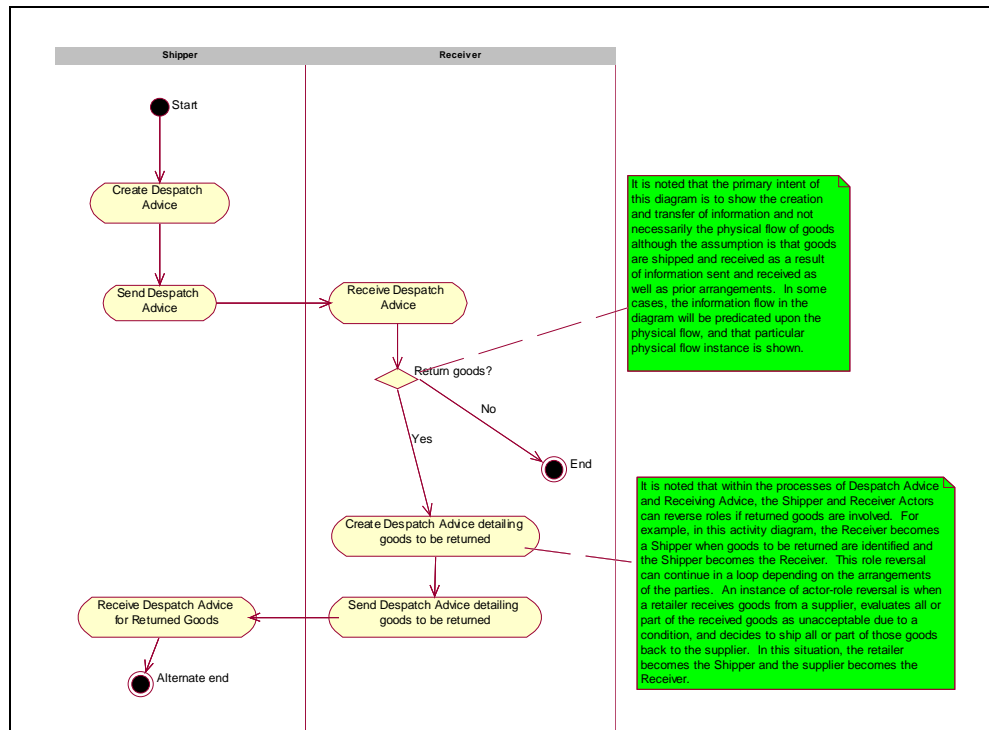 Shipper
Receiver
Start
Create Despatch
Advice
Send Despatch
Advice
Receive Despatch
Advice
It is noted that the primary intent of
this diagram is to show the creation
and transfer of information and not
necessarily the physical flow of goods
although the assumption is that goods
are shipped and received as a result
of information sent and received as
well as prior arrangements.  In some
cases, the information flow in the
diagram will be predicated upon the
physical flow, and that particular
physical flow instance is shown.
Return goods?
No
Yes
End
Create Despatch Advice detailing
goods to be returned
It is noted that within the processes of Despatch Advice
and Receiving Advice, the Shipper and Receiver Actors
can reverse roles if returned goods are involved.  For
example, in this activity diagram, the Receiver becomes
a Shipper when goods to be returned are identified and
the Shipper becomes the Receiver.  This role reversal
can continue in a loop depending on the arrangements
of the parties.  An instance of actor-role reversal is when
a retailer receives goods from a supplier, evaluates all or
part of the received goods as unacceptable due to a
condition, and decides to ship all or part of those goods
back to the supplier.  In this situation, the retailer
becomes the Shipper and the supplier becomes the
Receiver.
Send Despatch Advice detailing
goods to be returned
Receive Despatch Advice
for Returned Goods
Alternate end